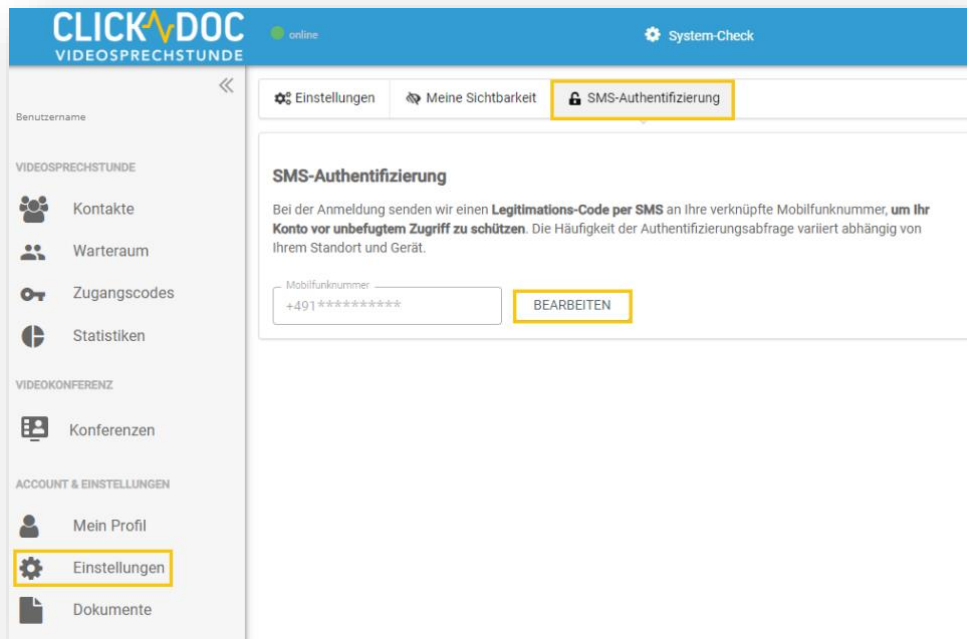 CLICK DOC
VIDEOSPRECHSTUNDE
online
System-Check
Benutzername
VIDEOSPRECHSTUNDE
Kontakte
Warteraum
Zugangscodes
Statistiken
VIDEOKONFERENZ
Konferenzen
ACCOUNT & EINSTELLUNGEN
Mein Profil
Einstellungen
Dokumente
Einstellungen
Meine Sichtbarkeit
SMS-Authentifizierung
SMS-Authentifizierung
Bei der Anmeldung senden wir einen Legitimations-Code per SMS an Ihre verknüpfte Mobilfunknummer, um Ihr
Konto vor unbefugtem Zugriff zu schützen. Die Häufigkeit der Authentifizierungsabfrage variiert abhängig von
Ihrem Standort und Gerät.
Mobilfunknummer
+491**********
BEARBEITEN